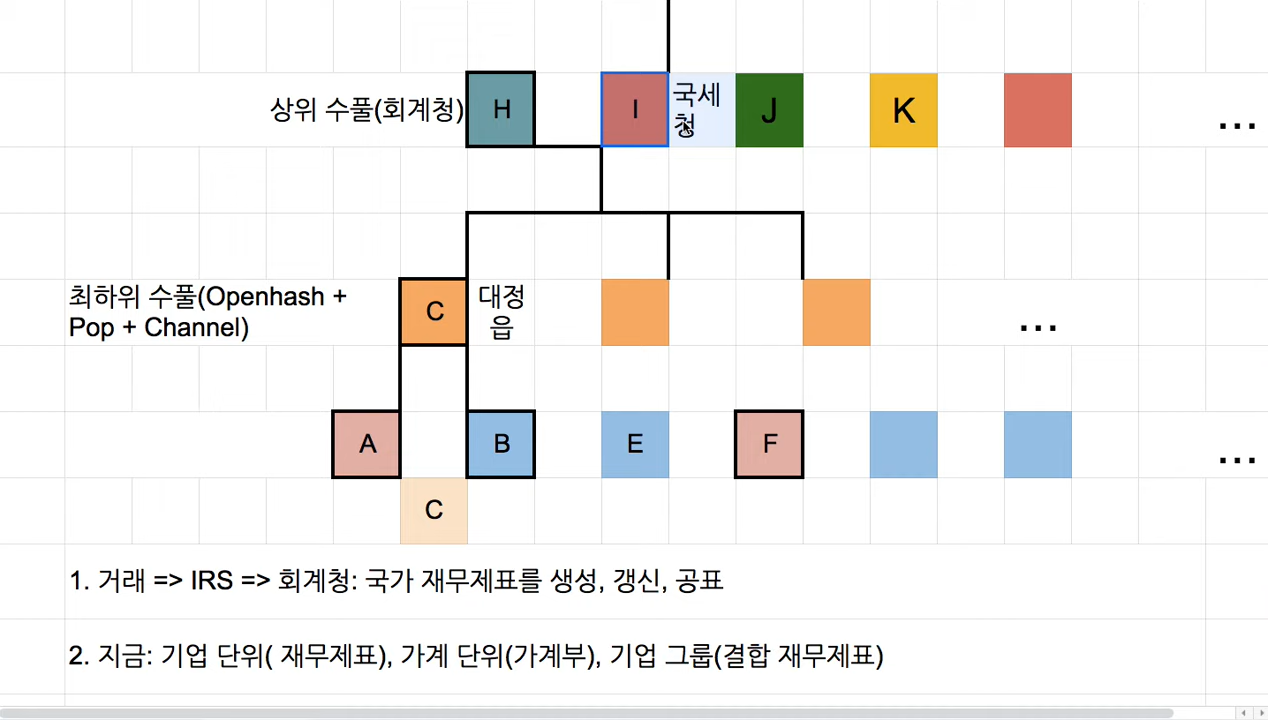 상위 수풀(회계청)
H
I
국세
청
J
K
...
최하위 수풀(Openhash +
Pop + Channel)
C
대정
읍
...
A
B
E
F
...
C
1. 거래 => IRS => 회계청: 국가 재무제표를 생성, 갱신, 공표
2. 지금: 기업 단위( 재무제표), 가계 단위(가계부), 기업 그룹(결합 재무제표)